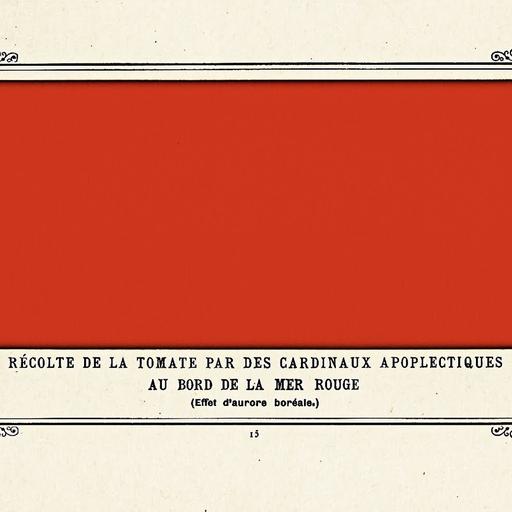 RÉCOLTE DE LA TOMATE PAR DES CARDINAUX APOPLECTIQUES
AU BORD DE LA MER ROUGE
(Effet d'aurore boréale.)
15